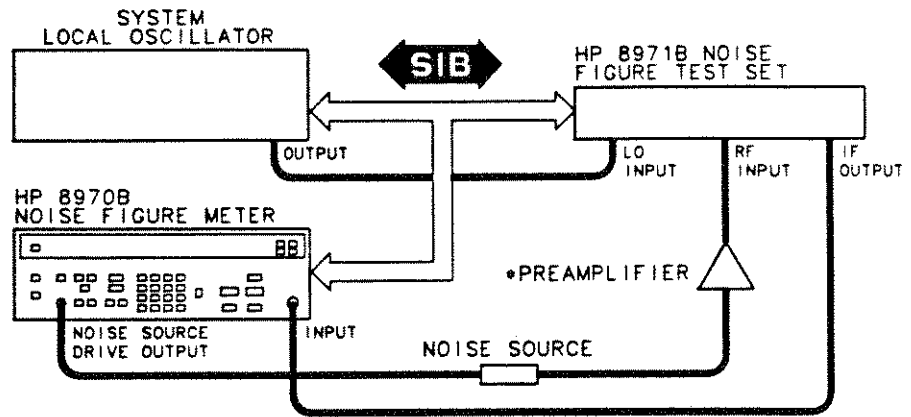 SYSTEM
LOCAL OSCILLATOR
SIB
HP 8971B NOISE
FIGURE TEST SET
OUTPUT
LO
INPUT
RF
INPUT
IF
OUTPUT
HP 8970B
NOISE FIGURE METER
*PREAMPLIFIER
NOISE SOURCE
DRIVE OUTPUT
INPUT
NOISE SOURCE